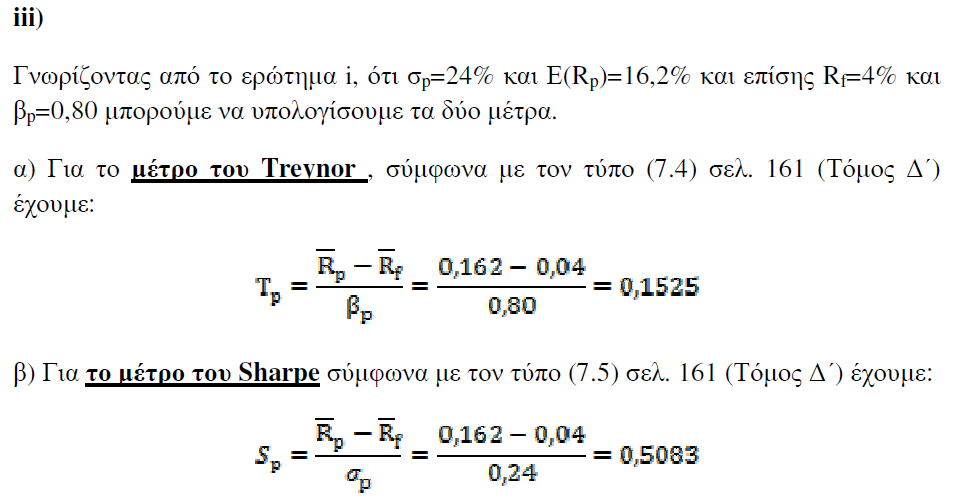 iii)
Γνωρίζοντας από το ερώτημα i, ότι σp=24% και E(Rp)=16,2% και επίσης Rf=4% και
βp=0,80 μπορούμε να υπολογίσουμε τα δύο μέτρα.
α) Για το μέτρο του Treynor , σύμφωνα με τον τύπο (7.4) σελ. 161 (Τόμος Δ΄)
έχουμε:
Tp = (R̅p − R̅f) / βp = (0,162 − 0,04) / 0,80 = 0,1525
β) Για το μέτρο του Sharpe σύμφωνα με τον τύπο (7.5) σελ. 161 (Τόμος Δ΄) έχουμε:
Sp = (R̅p − R̅f) / σp = (0,162 − 0,04) / 0,24 = 0,5083